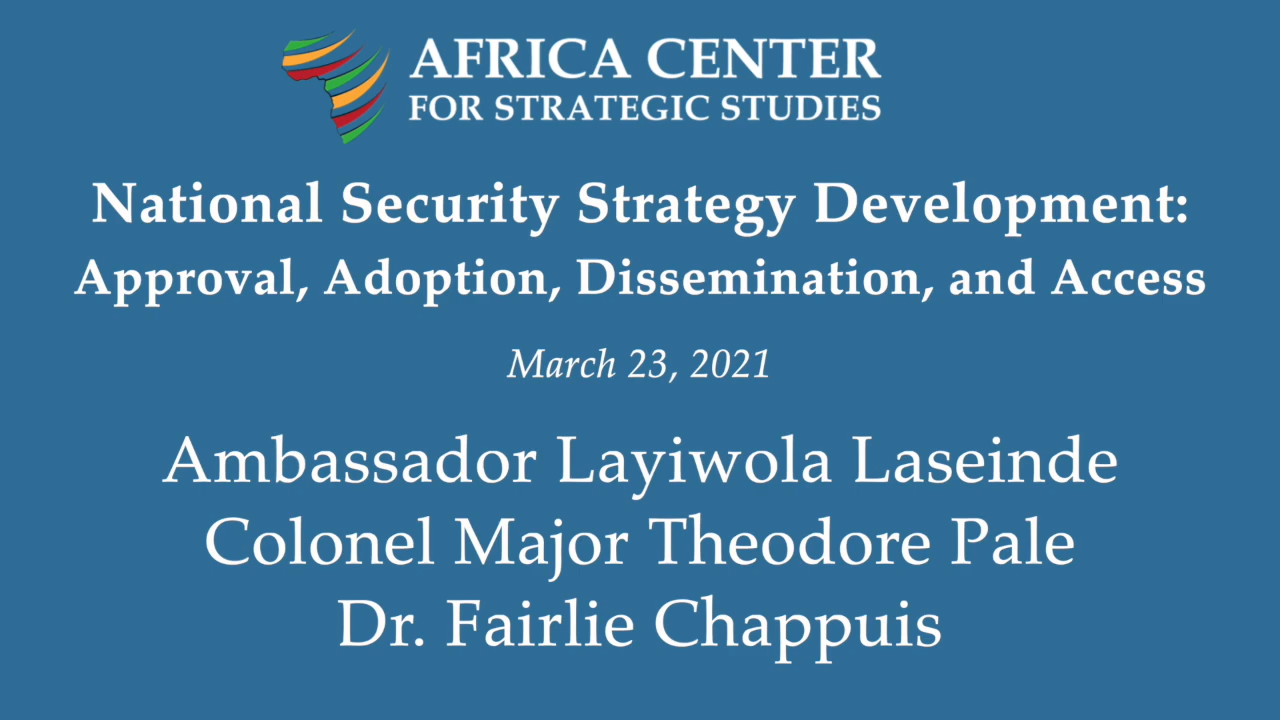 AFRICA CENTER
FOR STRATEGIC STUDIES
National Security Strategy Development:
Approval, Adoption, Dissemination, and Access
March 23, 2021
Ambassador Layiwola Laseinde
Colonel Major Theodore Pale
Dr. Fairlie Chappuis